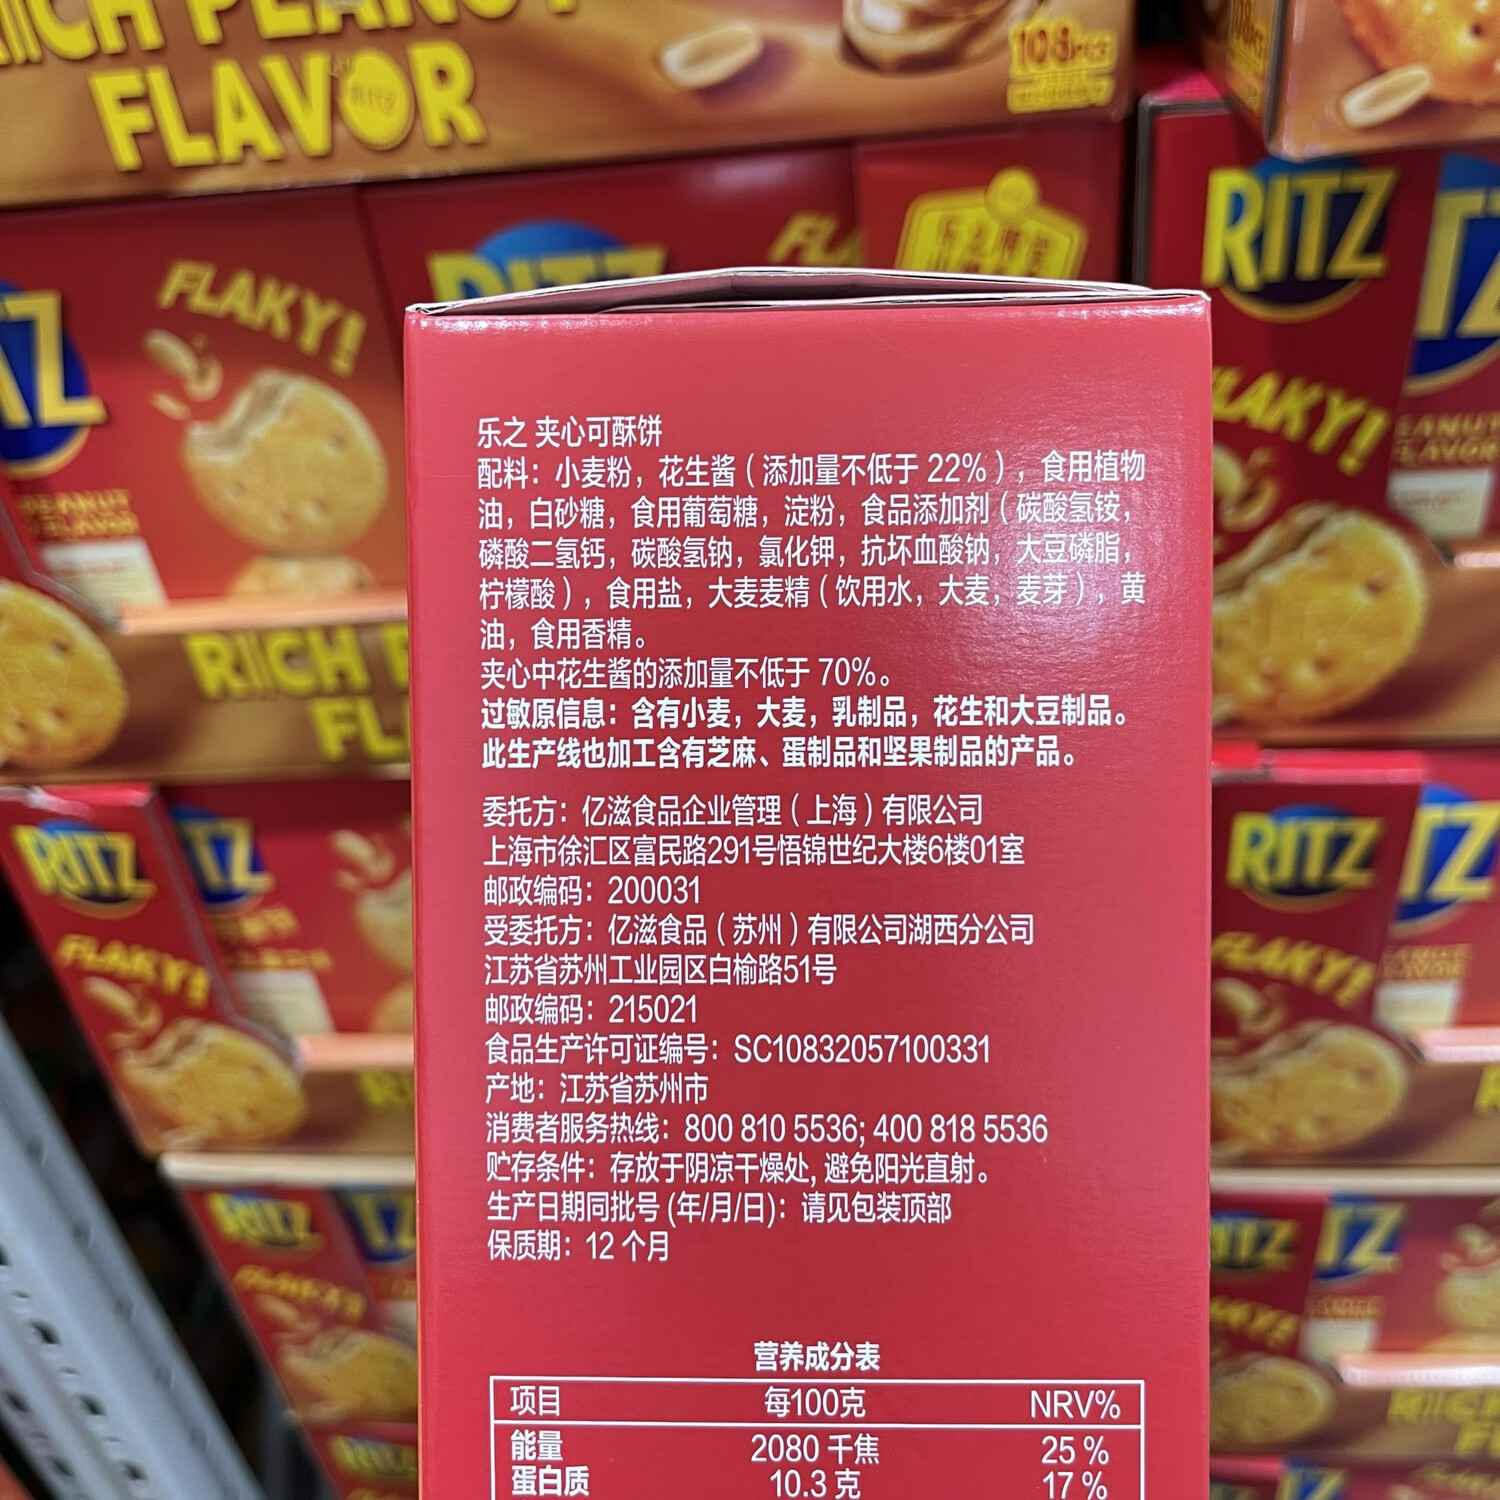 RICH PEANUT
FLAVOR
108PCS
RITZ
FLAKY!
RITZ
RITZ
FLAKY!
PEANUT
FLAVOR
RICH
乐之 夹心可酥饼
配料：小麦粉，花生酱（添加量不低于 22%），食用植物
油，白砂糖，食用葡萄糖，淀粉，食品添加剂（碳酸氢铵，
磷酸二氢钙，碳酸氢钠，氯化钾，抗坏血酸钠，大豆磷脂，
柠檬酸），食用盐，大麦麦精（饮用水，大麦，麦芽），黄
油，食用香精。
夹心中花生酱的添加量不低于 70%。
过敏原信息：含有小麦，大麦，乳制品，花生和大豆制品。
此生产线也加工含有芝麻、蛋制品和坚果制品的产品。
委托方：亿滋食品企业管理（上海）有限公司
上海市徐汇区富民路291号悟锦世纪大楼6楼01室
邮政编码：200031
受委托方：亿滋食品（苏州）有限公司湖西分公司
江苏省苏州工业园区白榆路51号
邮政编码：215021
食品生产许可证编号：SC10832057100331
产地：江苏省苏州市
消费者服务热线：800 810 5536; 400 818 5536
贮存条件：存放于阴凉干燥处, 避免阳光直射。
生产日期同批号 (年/月/日)：请见包装顶部
保质期：12 个月
营养成分表
项目 每100克 NRV%
能量 2080 千焦 25 %
蛋白质 10.3 克 17 %
RITZ
FLAKY!
RITZ
FLAKY!
RITZ